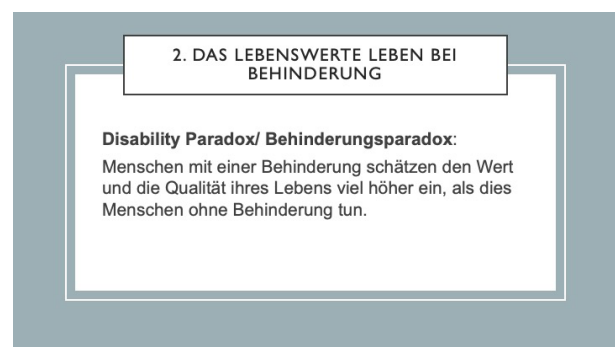 2. DAS LEBENSWERTE LEBEN BEI
BEHINDERUNG
Disability Paradox/ Behinderungsparadox:
Menschen mit einer Behinderung schätzen den Wert
und die Qualität ihres Lebens viel höher ein, als dies
Menschen ohne Behinderung tun.